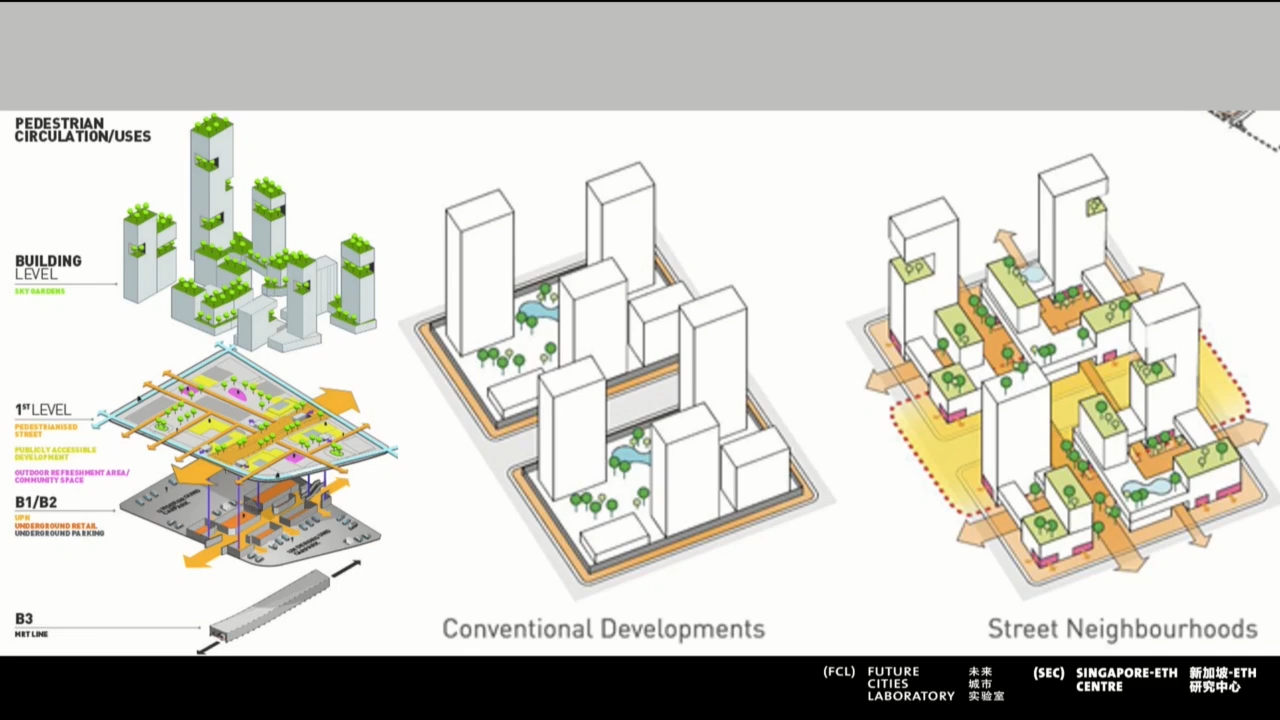 PEDESTRIAN
CIRCULATION/USES
BUILDING
LEVEL
SKY GARDENS
1ST LEVEL
PEDESTRIANISED
STREET
PUBLICLY ACCESSIBLE
DEVELOPMENT
OUTDOOR REFRESHMENT AREA/
COMMUNITY SPACE
B1/B2
UPN
UNDERGROUND RETAIL
UNDERGROUND PARKING
B3
MRT LINE
Conventional Developments
Street Neighbourhoods
(FCL) FUTURE
CITIES
LABORATORY
未来
城市
实验室
(SEC) SINGAPORE-ETH
CENTRE
新加坡-ETH
研究中心